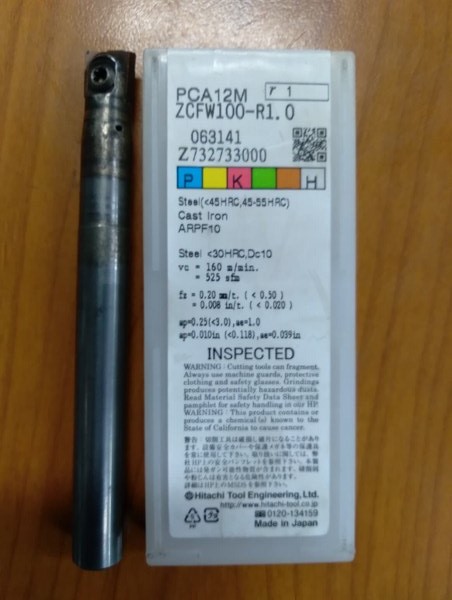 PCA12M r 1
ZCFW100-R1.0
063141
Z732733000
P K H
Steel(<45HRC,45-55HRC)
Cast Iron
ARPF10
Steel <30HRC,Dc10
vc = 160 m/min.
= 525 sfm
fz = 0.20 mm/t. ( < 0.50 )
= 0.008 in/t. ( < 0.020 )
ap=0.25(<3.0),ae=1.0
ap=0.010in (<0.118),ae=0.039in
INSPECTED
WARNING : Cutting tools can fragment.
Always use machine guards, protective
clothing and safety glasses. Grindings
produces potentially hazardous dusts.
Read Material Safety Data Sheet and
pamphlet for safety handling at our HP.
WARNING : This product contains or
produces a chemical(s) known to the
State of California to cause cancer.
Hitachi Tool Engineering,Ltd.
http://www.hitachi-tool.co.jp
0120-134159
Made in Japan